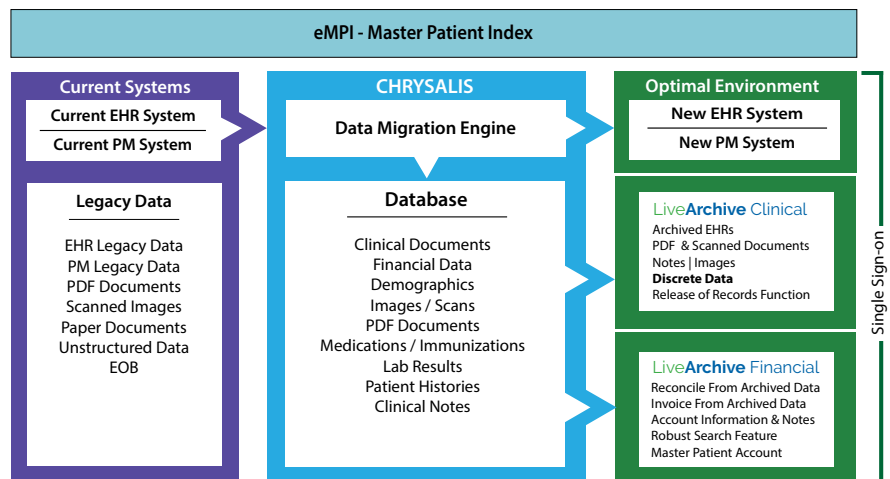 eMPI - Master Patient Index
Current Systems
Current EHR System
Current PM System
Legacy Data
EHR Legacy Data
PM Legacy Data
PDF Documents
Scanned Images
Paper Documents
Unstructured Data
EOB
CHRYSALIS
Data Migration Engine
Database
Clinical Documents
Financial Data
Demographics
Images / Scans
PDF Documents
Medications / Immunizations
Lab Results
Patient Histories
Clinical Notes
Optimal Environment
New EHR System
New PM System
LiveArchive Clinical
Archived EHRs
PDF & Scanned Documents
Notes | Images
Discrete Data
Release of Records Function
LiveArchive Financial
Reconcile From Archived Data
Invoice From Archived Data
Account Information & Notes
Robust Search Feature
Master Patient Account
Single Sign-on